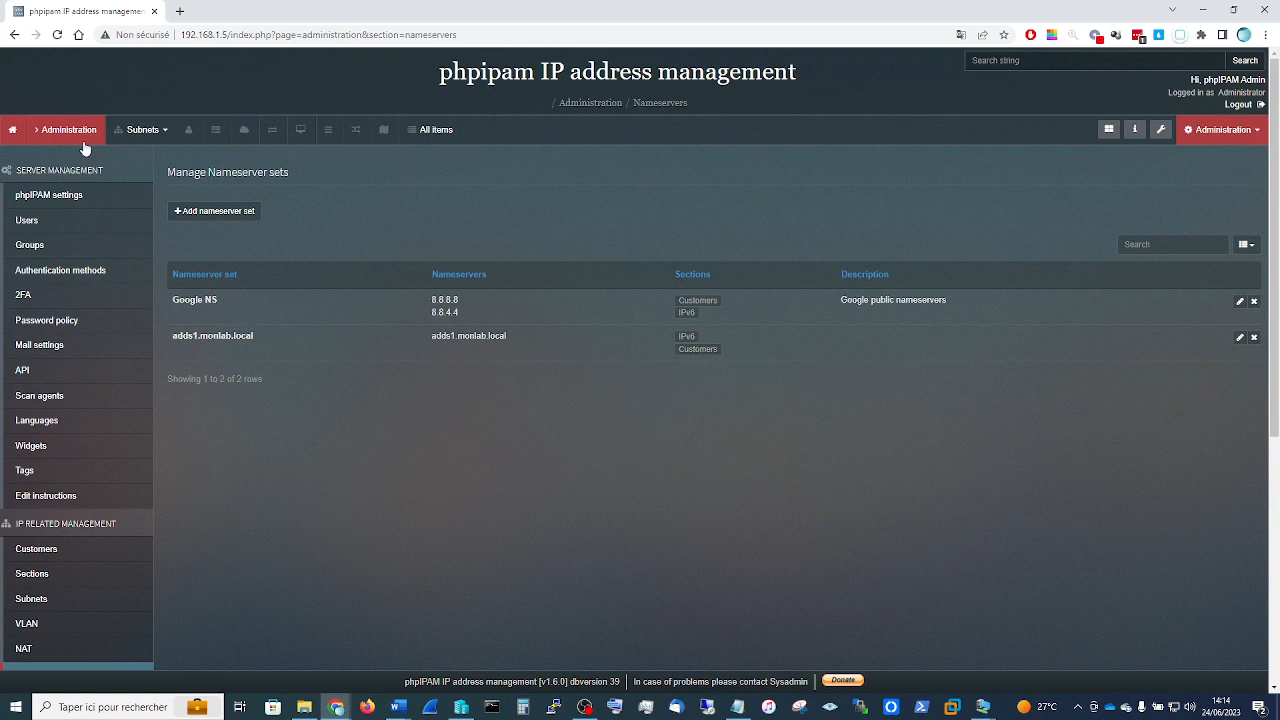 phpipam IP address managemen
Non sécurisé
192.168.1.5/index.php?page=administration&section=nameservers
phpipam IP address management
Search string
Search
Hi, phpIPAM Admin
Logged in as Administrator
Logout
/ Administration / Nameservers
Administration
Subnets
All items
Administration
SERVER MANAGEMENT
phpIPAM settings
Users
Groups
Authentication methods
2FA
Password policy
Mail settings
API
Scan agents
Languages
Widgets
Tags
Edit instructions
IP RELATED MANAGEMENT
Customers
Sections
Subnets
VLAN
NAT
Manage Nameserver sets
Add nameserver set
Search
Nameserver set Nameservers Sections Description
Google NS 8.8.8.8 Customers Google public nameservers
8.8.4.4 IPv6
adds1.monlab.local adds1.monlab.local IPv6
Customers
Showing 1 to 2 of 2 rows
phpIPAM IP address management [v1.6.0] dbversion 39 In case of problems please contact Sysadmin Donate
Taper ici pour rechercher
27°C
14:14
24/06/2023